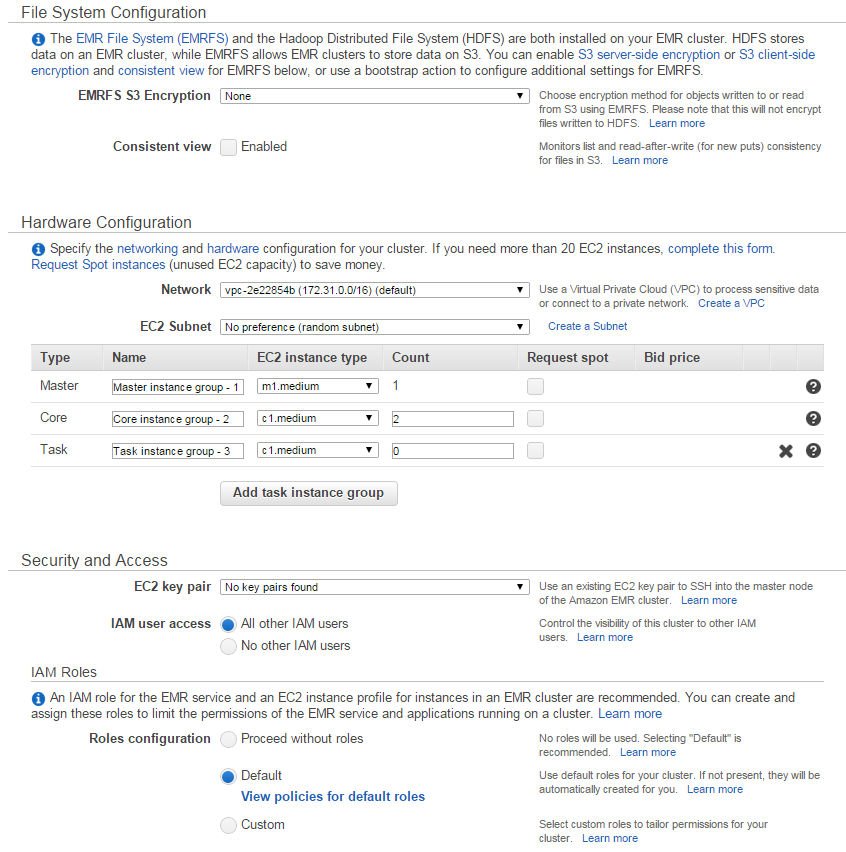 File System Configuration
The EMR File System (EMRFS) and the Hadoop Distributed File System (HDFS) are both installed on your EMR cluster. HDFS stores
data on an EMR cluster, while EMRFS allows EMR clusters to store data on S3. You can enable S3 server-side encryption or S3 client-side
encryption and consistent view for EMRFS below, or use a bootstrap action to configure additional settings for EMRFS.
EMRFS S3 Encryption None Choose encryption method for objects written to or read
from S3 using EMRFS. Please note that this will not encrypt
files written to HDFS. Learn more
Consistent view Enabled Monitors list and read-after-write (for new puts) consistency
for files in S3. Learn more
Hardware Configuration
Specify the networking and hardware configuration for your cluster. If you need more than 20 EC2 instances, complete this form.
Request Spot instances (unused EC2 capacity) to save money.
Network vpc-2e22854b (172.31.0.0/16) (default) Use a Virtual Private Cloud (VPC) to process sensitive data
or connect to a private network. Create a VPC
EC2 Subnet No preference (random subnet) Create a Subnet
Type Name EC2 instance type Count Request spot Bid price
Master Master instance group - 1 m1.medium 1
Core Core instance group - 2 c1.medium 2
Task Task instance group - 3 c1.medium 0
Add task instance group
Security and Access
EC2 key pair No key pairs found Use an existing EC2 key pair to SSH into the master node
of the Amazon EMR cluster. Learn more
IAM user access All other IAM users Control the visibility of this cluster to other IAM
users. Learn more
No other IAM users
IAM Roles
An IAM role for the EMR service and an EC2 instance profile for instances in an EMR cluster are recommended. You can create and
assign these roles to limit the permissions of the EMR service and applications running on a cluster. Learn more
Roles configuration Proceed without roles No roles will be used. Selecting "Default" is
recommended. Learn more
Default Use default roles for your cluster. If not present, they will be
automatically created for you. Learn more
View policies for default roles
Custom Select custom roles to tailor permissions for your
cluster. Learn more